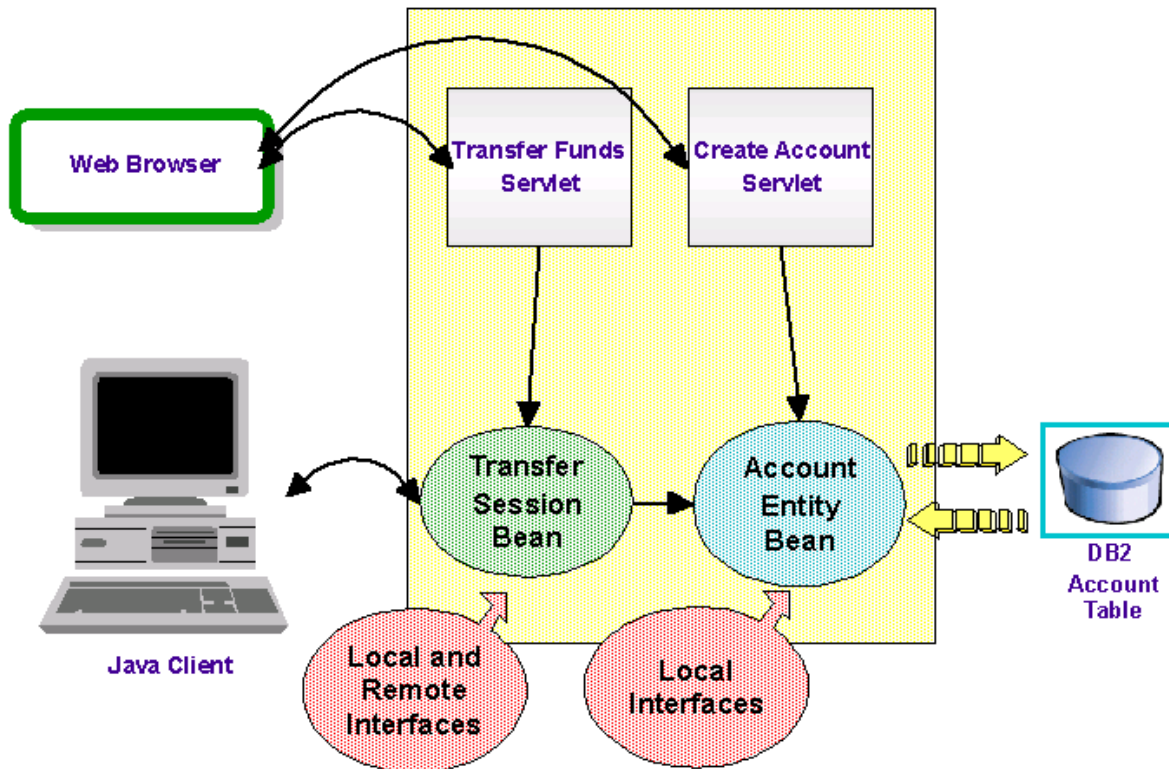 Web Browser
Transfer Funds
Servlet
Create Account
Servlet
Transfer
Session
Bean
Account
Entity
Bean
DB2
Account
Table
Java Client
Local and
Remote
Interfaces
Local
Interfaces